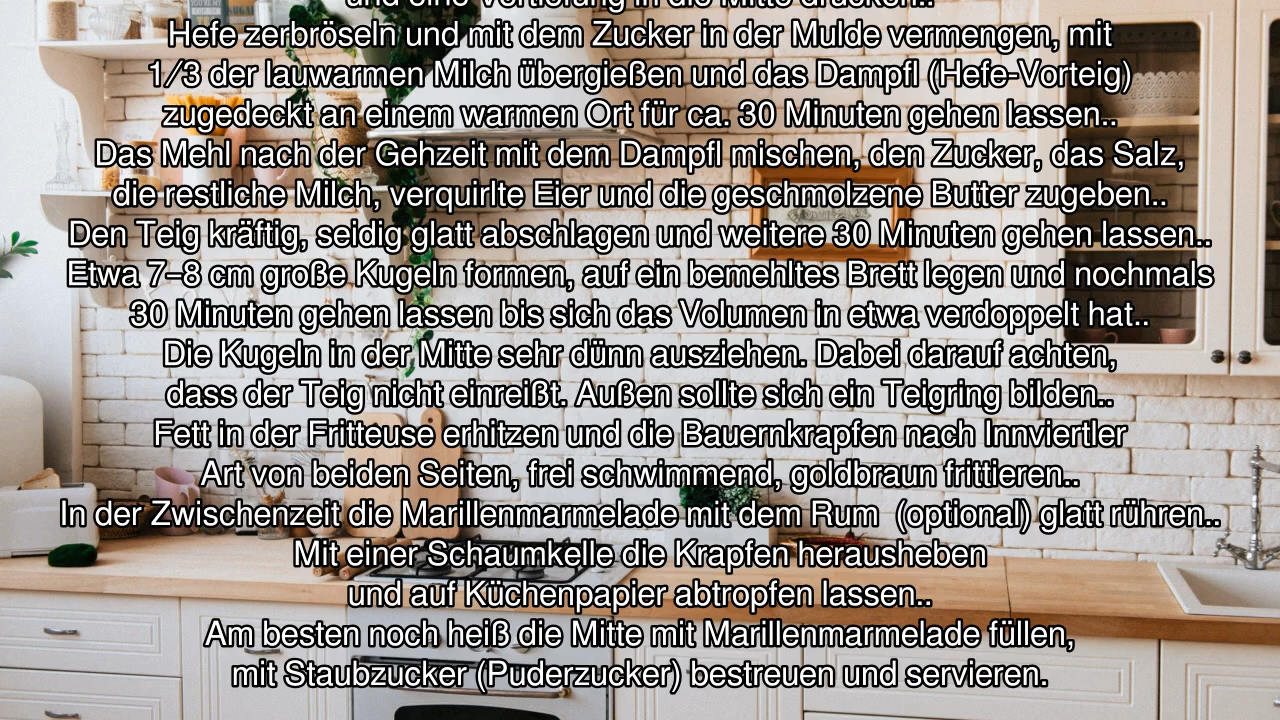 und eine Vertiefung in die Mitte drücken..
Hefe zerbröseln und mit dem Zucker in der Mulde vermengen, mit
1/3 der lauwarmen Milch übergießen und das Dampfl (Hefe-Vorteig)
zugedeckt an einem warmen Ort für ca. 30 Minuten gehen lassen..
Das Mehl nach der Gehzeit mit dem Dampfl mischen, den Zucker, das Salz,
die restliche Milch, verquirlte Eier und die geschmolzene Butter zugeben..
Den Teig kräftig, seidig glatt abschlagen und weitere 30 Minuten gehen lassen..
Etwa 7–8 cm große Kugeln formen, auf ein bemehltes Brett legen und nochmals
30 Minuten gehen lassen bis sich das Volumen in etwa verdoppelt hat..
Die Kugeln in der Mitte sehr dünn ausziehen. Dabei darauf achten,
dass der Teig nicht einreißt. Außen sollte sich ein Teigring bilden..
Fett in der Fritteuse erhitzen und die Bauernkrapfen nach Innviertler
Art von beiden Seiten, frei schwimmend, goldbraun frittieren..
In der Zwischenzeit die Marillenmarmelade mit dem Rum  (optional) glatt rühren..
Mit einer Schaumkelle die Krapfen herausheben
und auf Küchenpapier abtropfen lassen..
Am besten noch heiß die Mitte mit Marillenmarmelade füllen,
mit Staubzucker (Puderzucker) bestreuen und servieren.